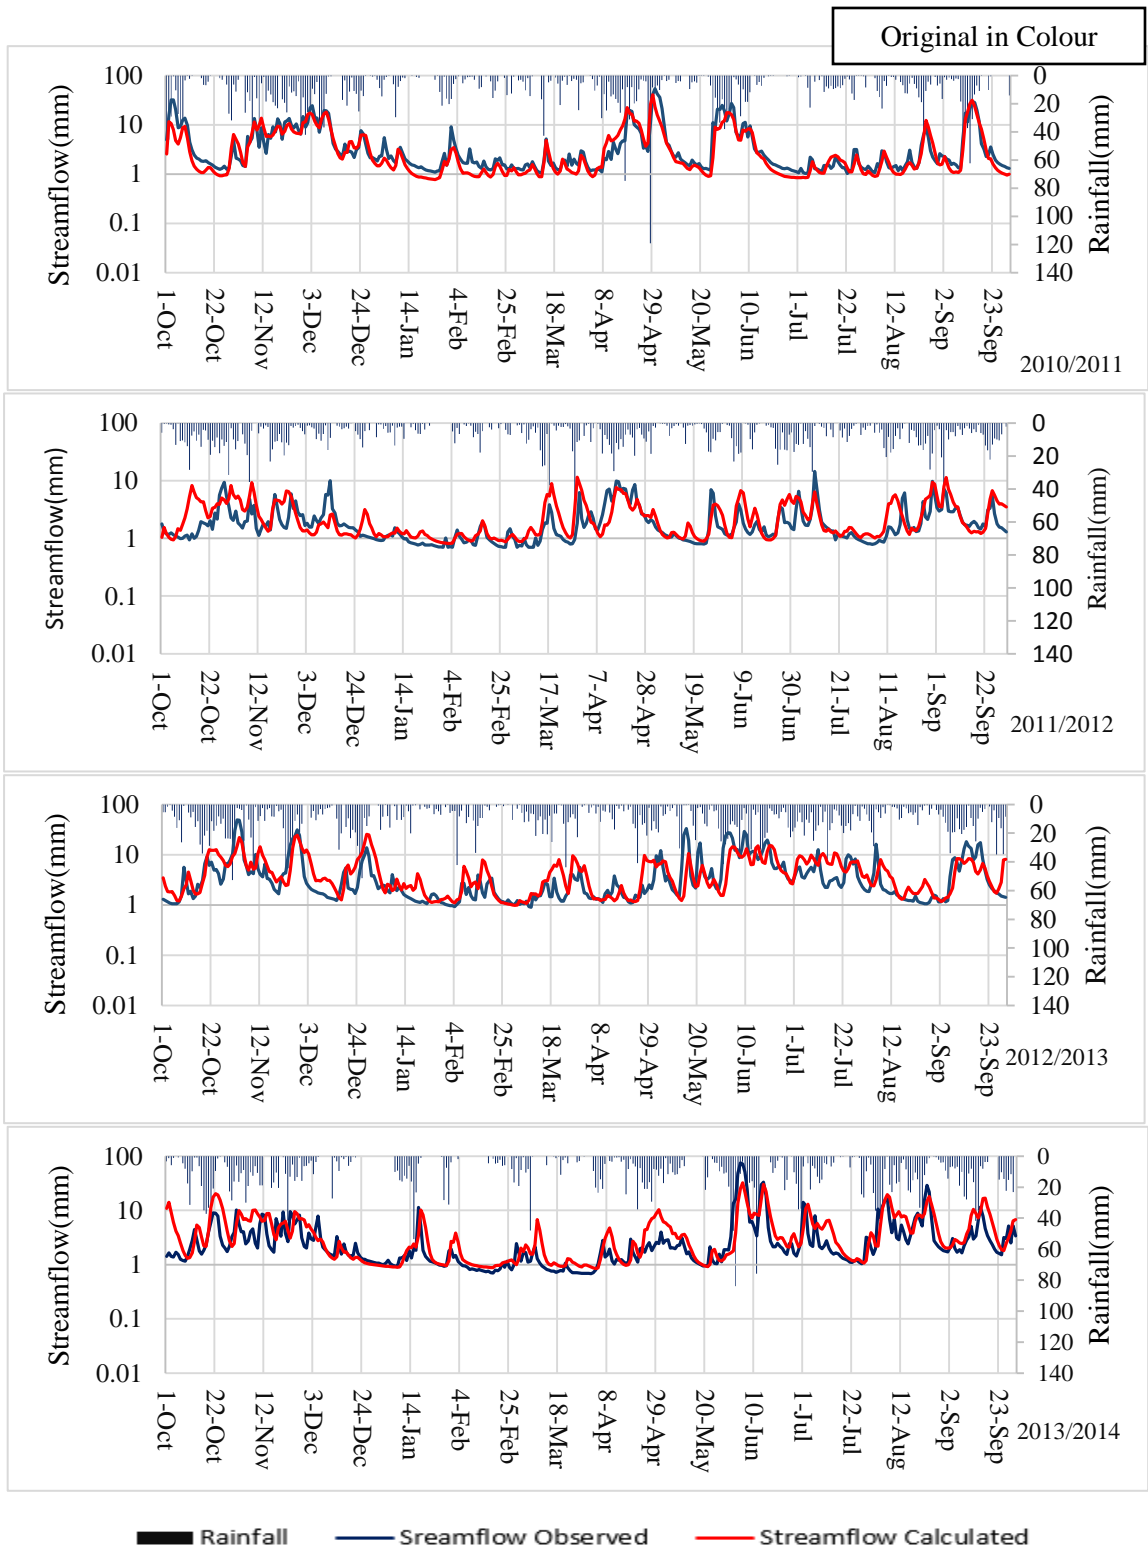 Original in Colour
Streamflow(mm)
100
10
1
0.1
0.01
0
20
40
60
80
100
120
140
Rainfall(mm)
1-Oct
22-Oct
12-Nov
3-Dec
24-Dec
14-Jan
4-Feb
25-Feb
18-Mar
8-Apr
29-Apr
20-May
10-Jun
1-Jul
22-Jul
12-Aug
2-Sep
23-Sep
2010/2011
Streamflow(mm)
100
10
1
0.1
0.01
0
20
40
60
80
100
120
140
Rainfall(mm)
1-Oct
22-Oct
12-Nov
3-Dec
24-Dec
14-Jan
4-Feb
25-Feb
17-Mar
7-Apr
28-Apr
19-May
9-Jun
30-Jun
21-Jul
11-Aug
1-Sep
22-Sep
2011/2012
Streamflow(mm)
100
10
1
0.1
0.01
0
20
40
60
80
100
120
140
Rainfall(mm)
1-Oct
22-Oct
12-Nov
3-Dec
24-Dec
14-Jan
4-Feb
25-Feb
18-Mar
8-Apr
29-Apr
20-May
10-Jun
1-Jul
22-Jul
12-Aug
2-Sep
23-Sep
2012/2013
Streamflow(mm)
100
10
1
0.1
0.01
0
20
40
60
80
100
120
140
Rainfall(mm)
1-Oct
22-Oct
12-Nov
3-Dec
24-Dec
14-Jan
4-Feb
25-Feb
18-Mar
8-Apr
29-Apr
20-May
10-Jun
1-Jul
22-Jul
12-Aug
2-Sep
23-Sep
2013/2014
Rainfall
Sreamflow Observed
Streamflow Calculated